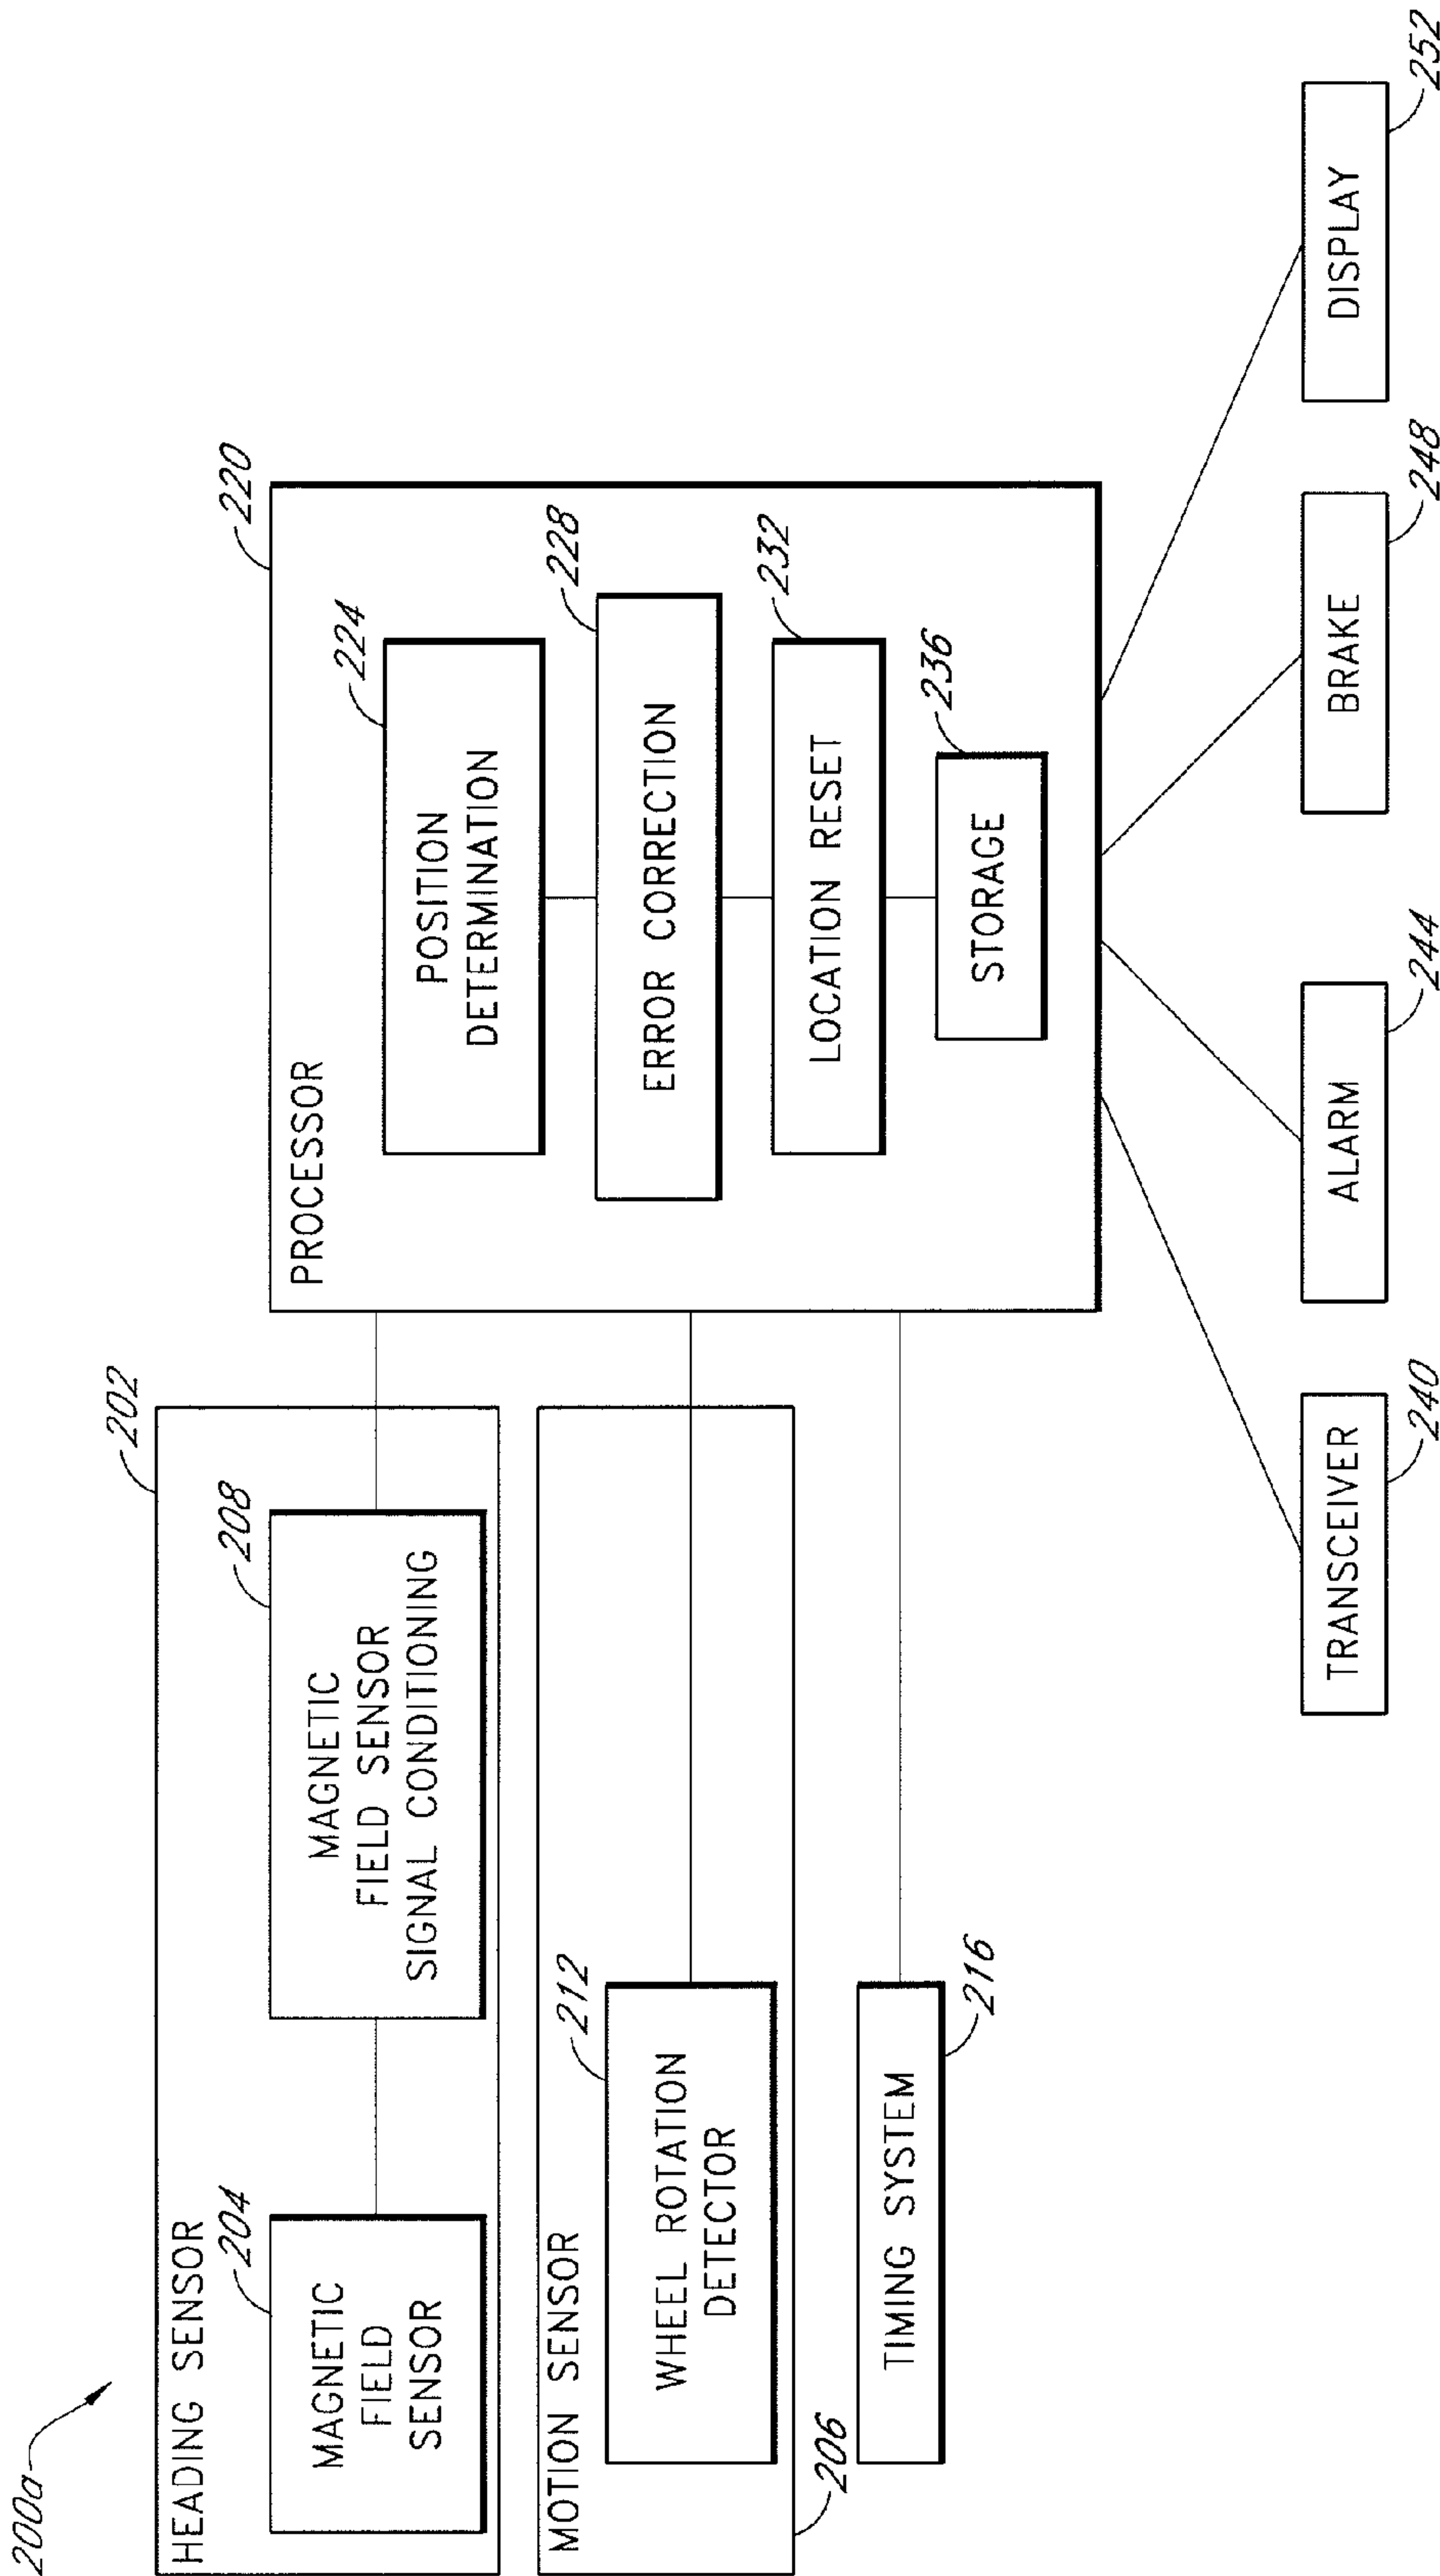 200a
202
HEADING SENSOR
204
MAGNETIC
FIELD
SENSOR
208
MAGNETIC
FIELD SENSOR
SIGNAL CONDITIONING
MOTION SENSOR
206
212
WHEEL ROTATION
DETECTOR
TIMING SYSTEM
216
220
PROCESSOR
224
POSITION
DETERMINATION
228
ERROR CORRECTION
232
LOCATION RESET
236
STORAGE
TRANSCEIVER
240
ALARM
244
BRAKE
248
DISPLAY
252